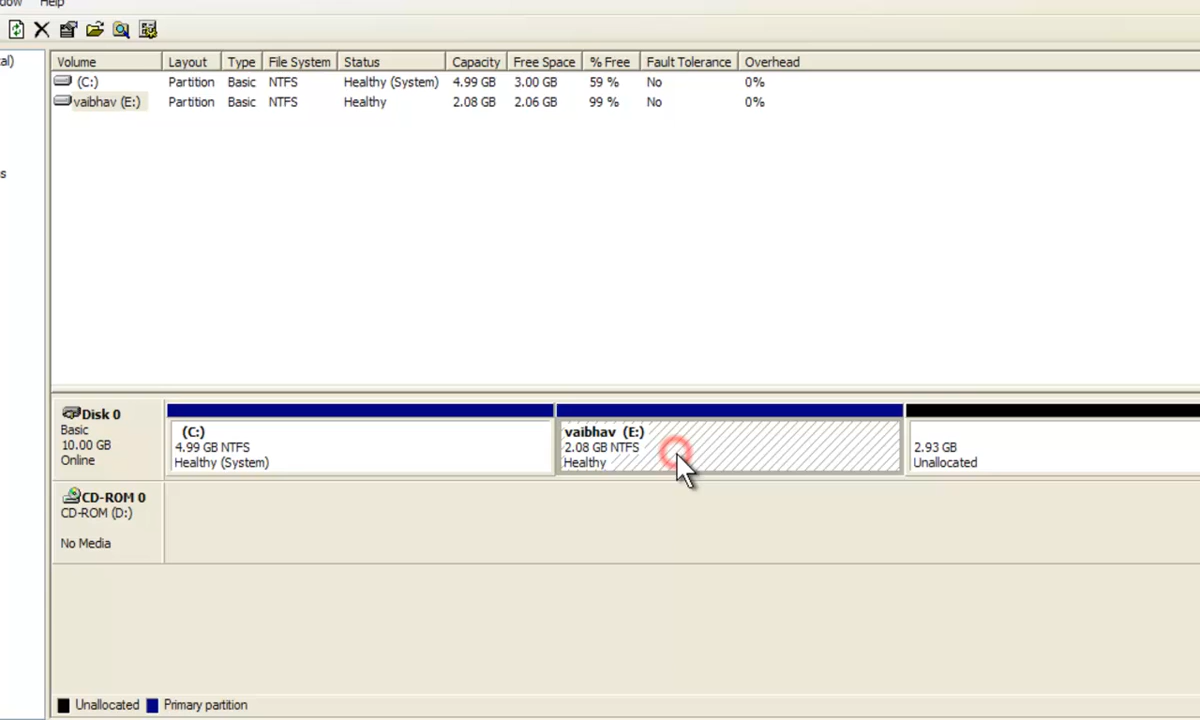 Help
al)
Volume Layout Type File System Status Capacity Free Space % Free Fault Tolerance Overhead
(C:) Partition Basic NTFS Healthy (System) 4.99 GB 3.00 GB 59 % No 0%
vaibhav (E:) Partition Basic NTFS Healthy 2.08 GB 2.06 GB 99 % No 0%
s
Disk 0
Basic
10.00 GB
Online
(C:)
4.99 GB NTFS
Healthy (System)
vaibhav (E:)
2.08 GB NTFS
Healthy
2.93 GB
Unallocated
CD-ROM 0
CD-ROM (D:)
No Media
Unallocated Primary partition